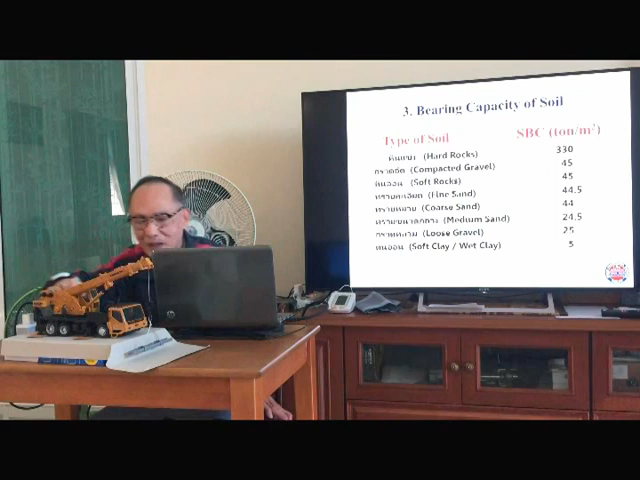 3. Bearing Capacity of Soil
Type of Soil SBC (ton/m²)
(Hard Rocks) 330
(Compacted Gravel) 45
(Soft Rocks) 45
(Fine Sand) 44.5
(Coarse Sand) 44
(Medium Sand) 24.5
(Loose Gravel) 25
(Soft Clay / Wet Clay) 5
hp